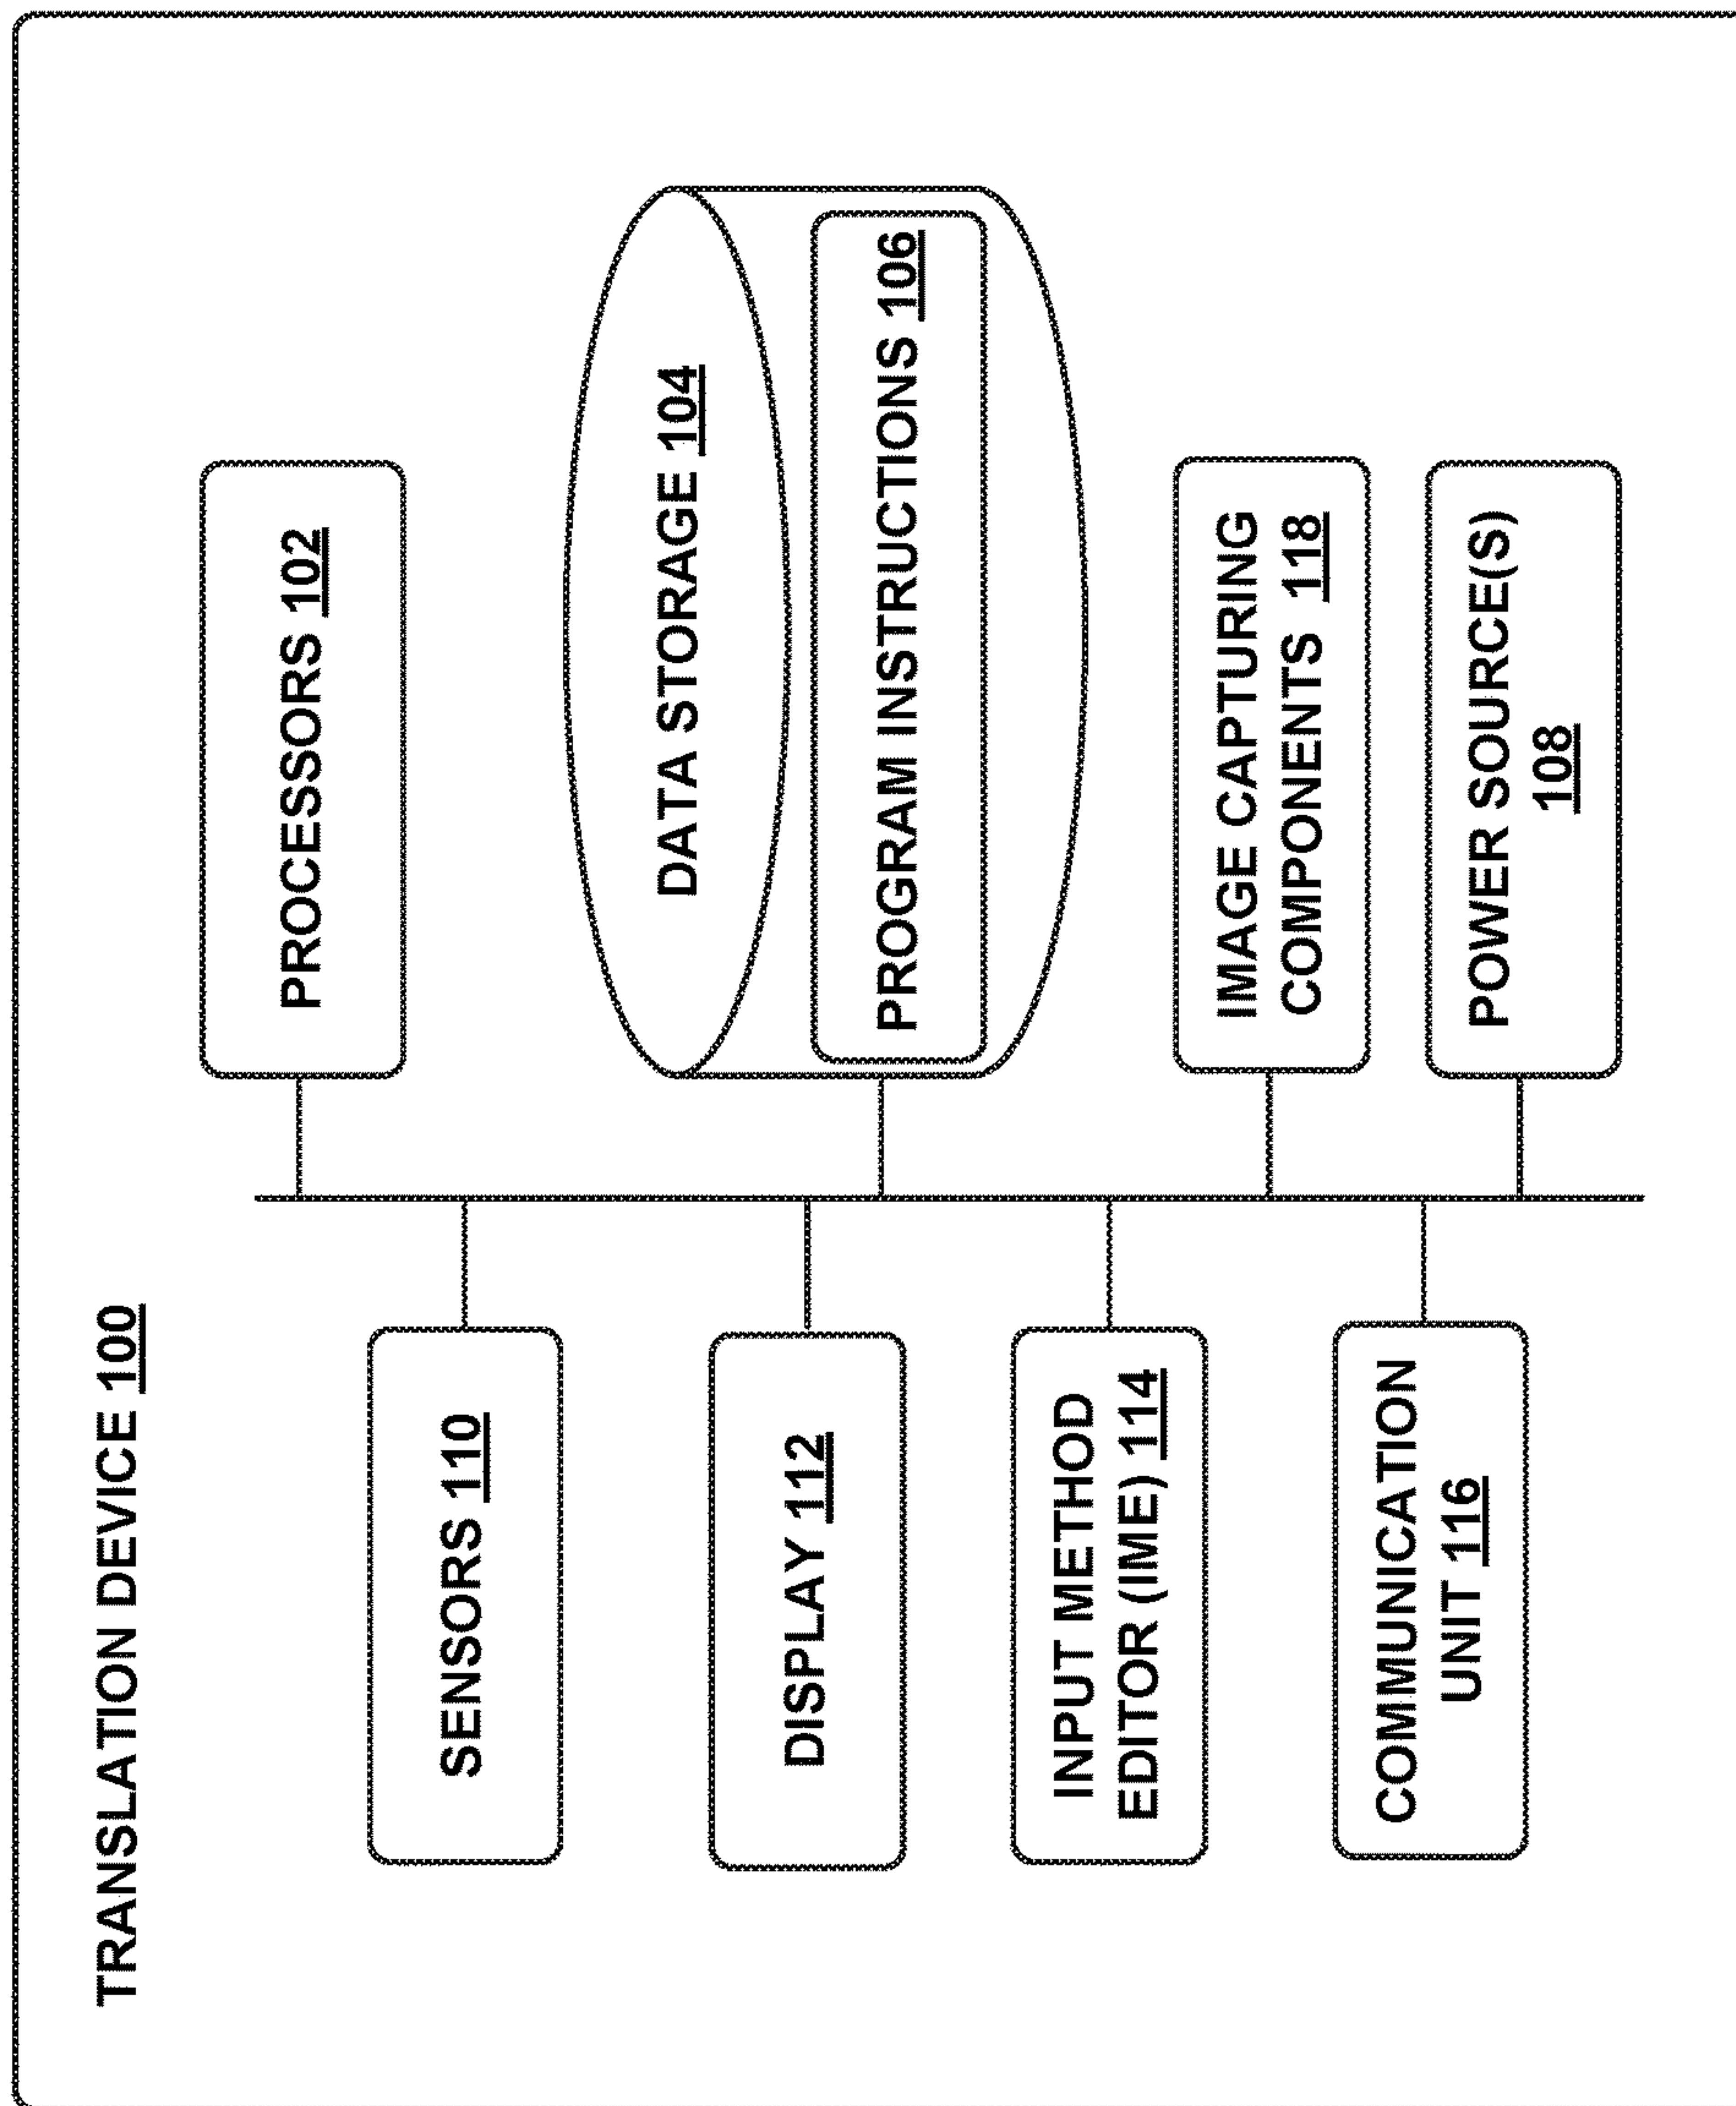 TRANSLATION DEVICE 100
PROCESSORS 102
SENSORS 110
DATA STORAGE 104
DISPLAY 112
PROGRAM INSTRUCTIONS 106
INPUT METHOD
EDITOR (IME) 114
IMAGE CAPTURING
COMPONENTS 118
COMMUNICATION
UNIT 116
POWER SOURCE(S)
108